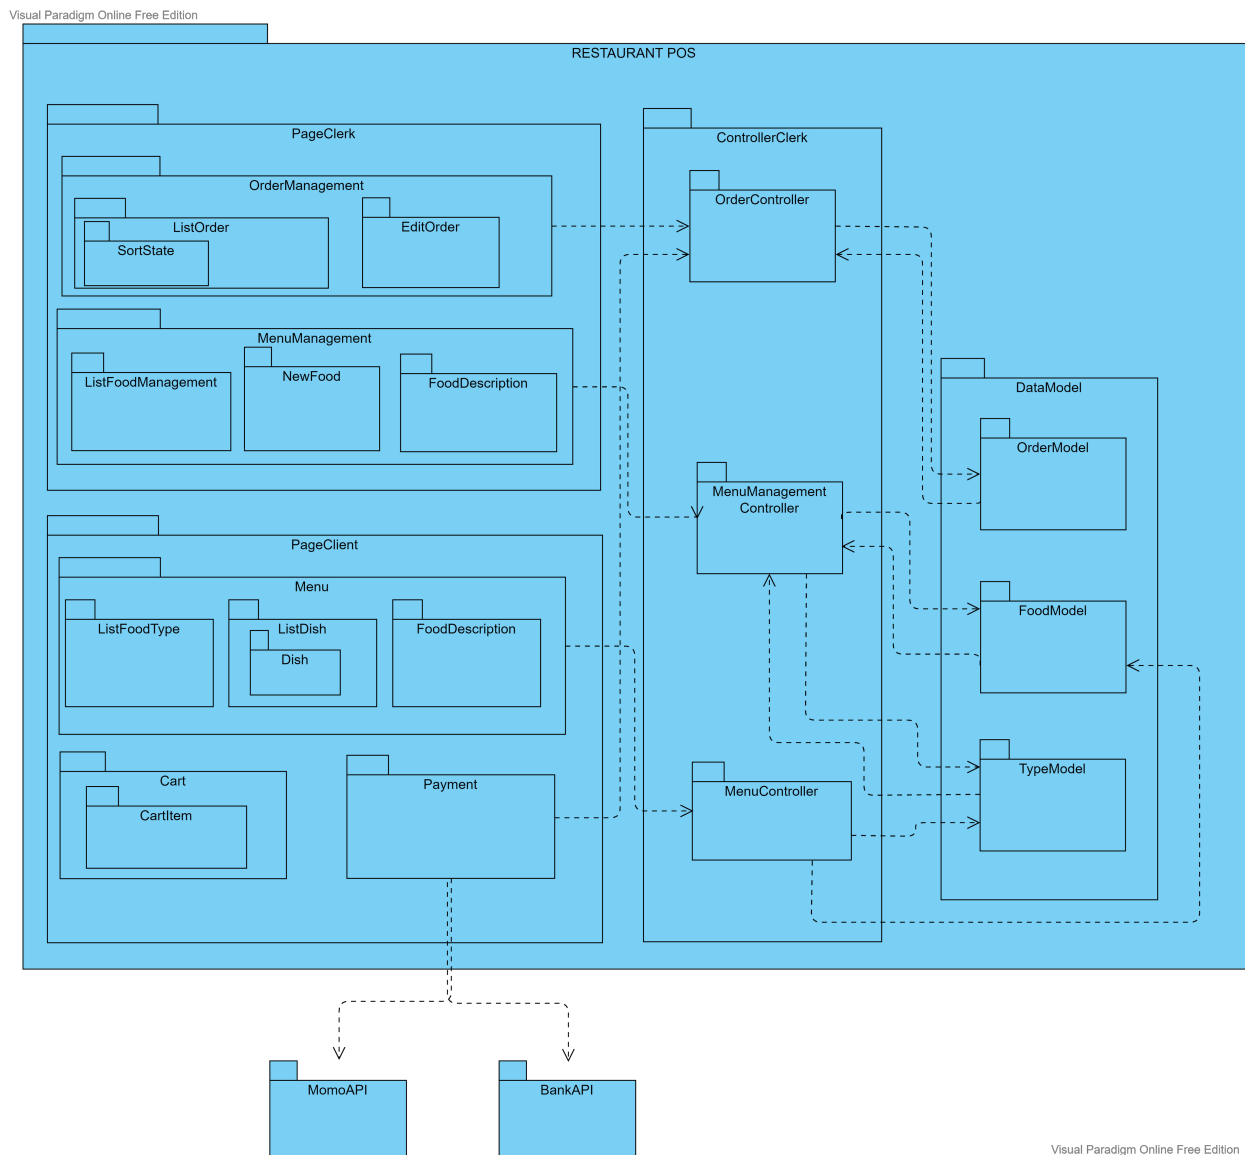 Visual Paradigm Online Free Edition
RESTAURANT POS
PageClerk
OrderManagement
ListOrder
SortState
EditOrder
MenuManagement
ListFoodManagement
NewFood
FoodDescription
PageClient
Menu
ListFoodType
ListDish
Dish
FoodDescription
Cart
CartItem
Payment
ControllerClerk
OrderController
MenuManagement
Controller
MenuController
DataModel
OrderModel
FoodModel
TypeModel
MomoAPI
BankAPI
Visual Paradigm Online Free Edition